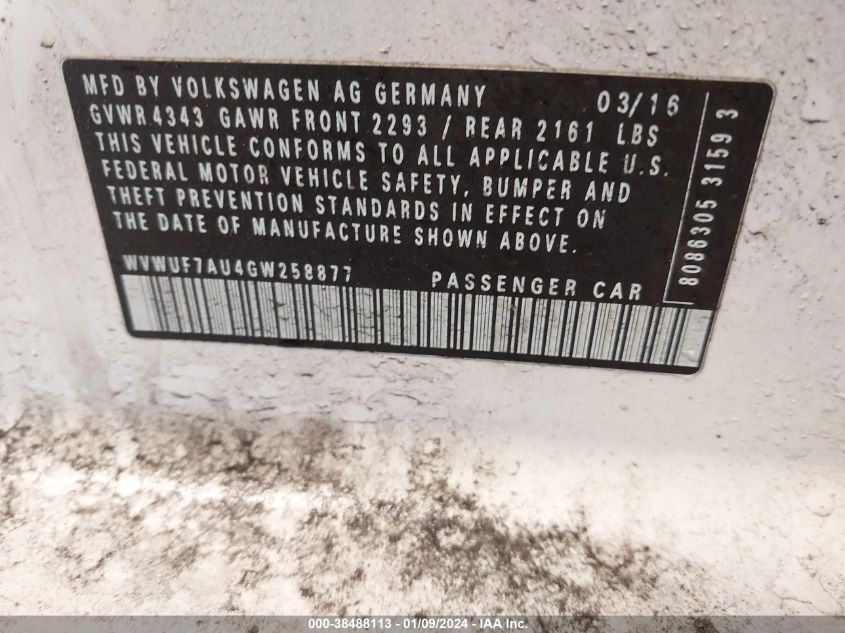 MFD BY VOLKSWAGEN AG GERMANY 03/16
GVWR 4343 GAWR FRONT 2293 / REAR 2161 LBS
THIS VEHICLE CONFORMS TO ALL APPLICABLE U.S.
FEDERAL MOTOR VEHICLE SAFETY, BUMPER AND
THEFT PREVENTION STANDARDS IN EFFECT ON
THE DATE OF MANUFACTURE SHOWN ABOVE.
WVWUF7AU4GW258877 PASSENGER CAR
8086305 3159 3
000-38488113 - 01/09/2024 - IAA Inc.